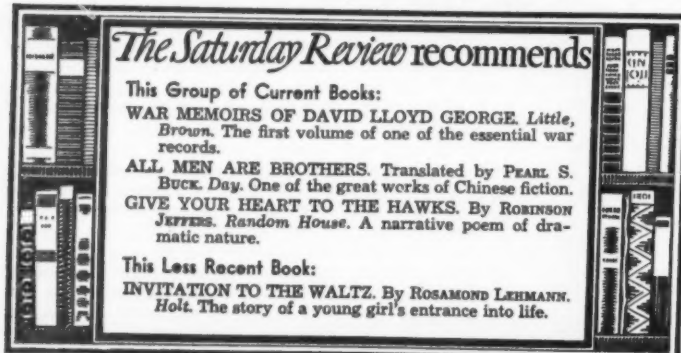 The Saturday Review recommends
This Group of Current Books:
WAR MEMOIRS OF DAVID LLOYD GEORGE. Little,
Brown. The first volume of one of the essential war
records.
ALL MEN ARE BROTHERS. Translated by PEARL S.
BUCK. Day. One of the great works of Chinese fiction.
GIVE YOUR HEART TO THE HAWKS. By ROBINSON
JEFFERS. Random House. A narrative poem of dra-
matic nature.
This Less Recent Book:
INVITATION TO THE WALTZ. By ROSAMOND LEHMANN.
Holt. The story of a young girl's entrance into life.